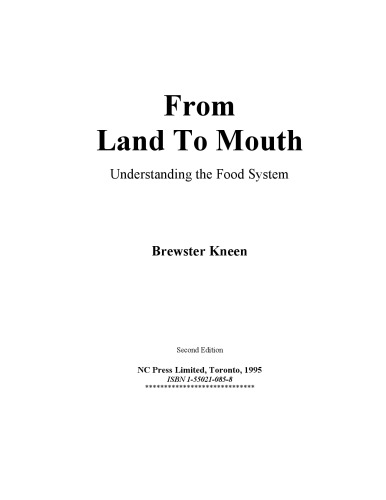 From
Land To Mouth
Understanding the Food System
Brewster Kneen
Second Edition
NC Press Limited, Toronto, 1995
ISBN 1-55021-085-8
*****************************